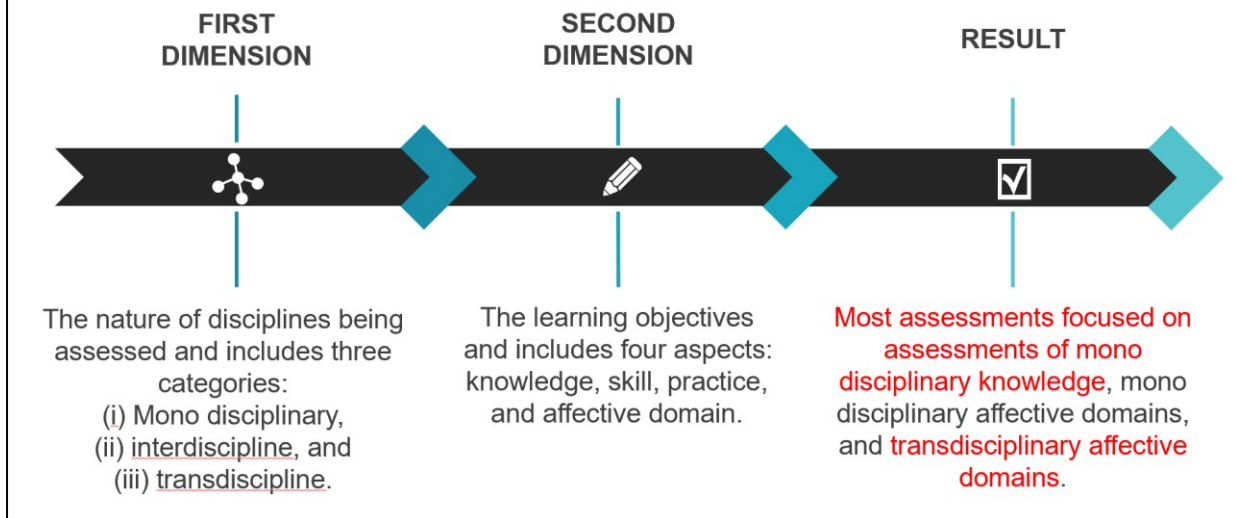 FIRST
DIMENSION
The nature of disciplines being
assessed and includes three
categories:
(i) Mono disciplinary,
(ii) interdiscipline, and
(iii) transdiscipline.
SECOND
DIMENSION
The learning objectives
and includes four aspects:
knowledge, skill, practice,
and affective domain.
RESULT
Most assessments focused on
assessments of mono
disciplinary knowledge, mono
disciplinary affective domains,
and transdisciplinary affective
domains.